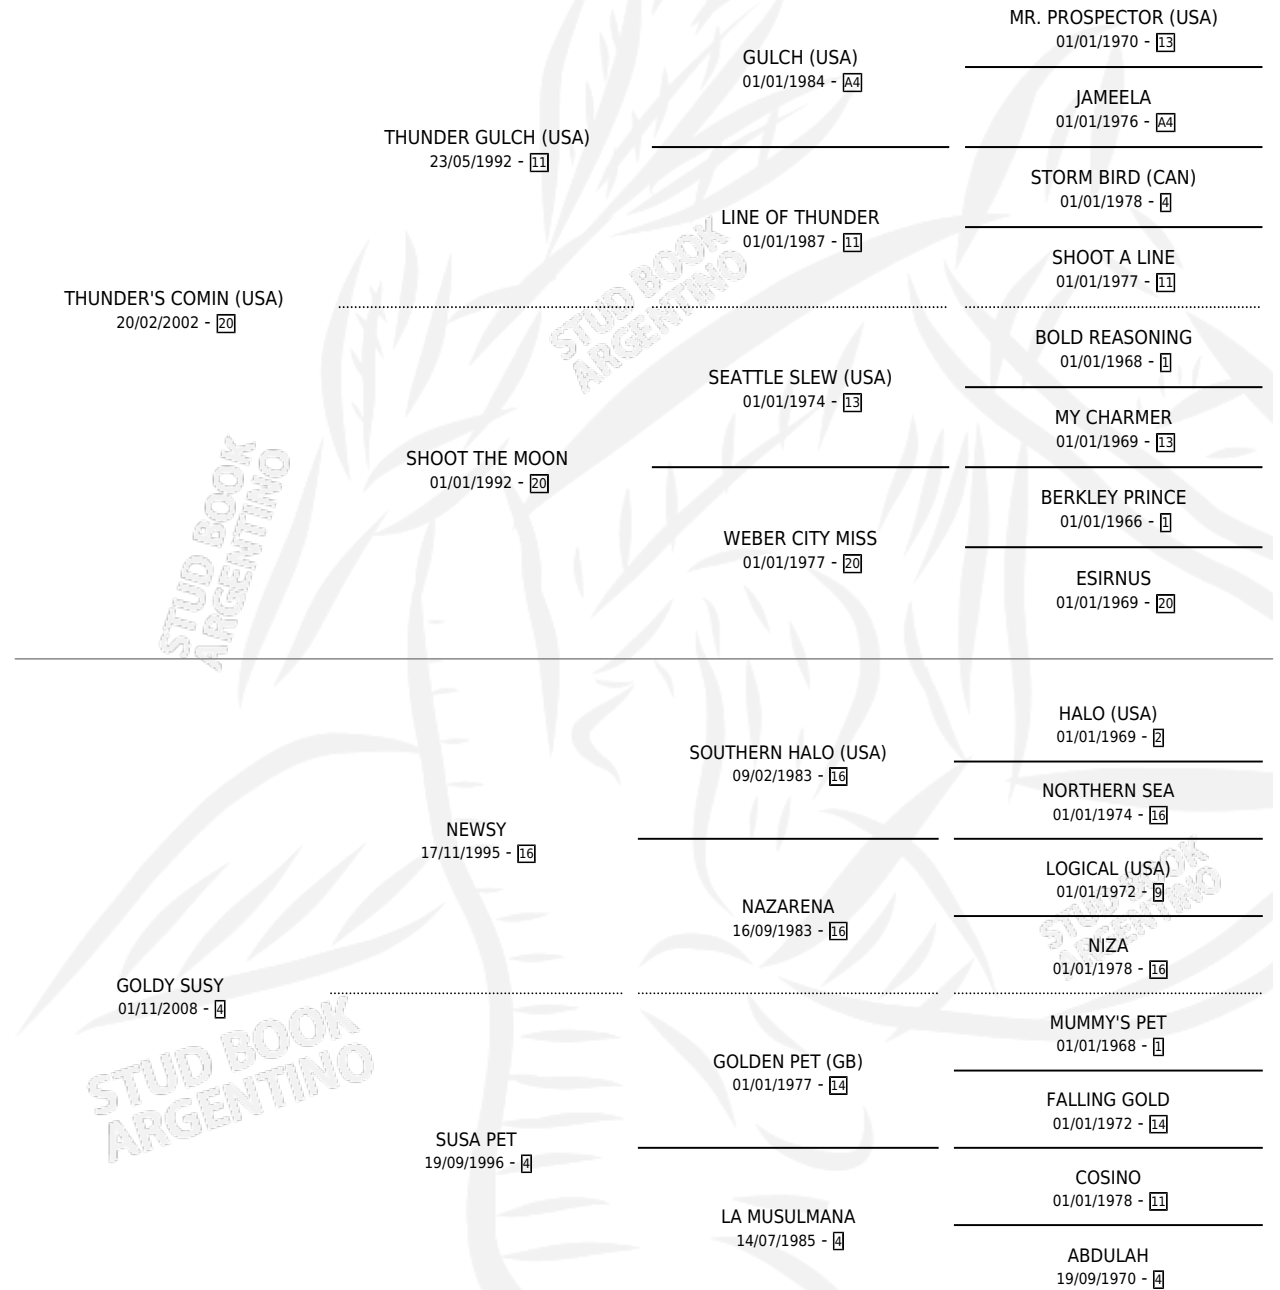 MR. PROSPECTOR (USA)
01/01/1970 - 13
GULCH (USA)
01/01/1984 - A4
JAMEELA
01/01/1976 - A4
THUNDER GULCH (USA)
23/05/1992 - 11
STORM BIRD (CAN)
01/01/1978 - 4
LINE OF THUNDER
01/01/1987 - 11
SHOOT A LINE
01/01/1977 - 11
THUNDER'S COMIN (USA)
20/02/2002 - 20
STUD BOOK
ARGENTINO
BOLD REASONING
01/01/1968 - 1
SEATTLE SLEW (USA)
01/01/1974 - 13
MY CHARMER
01/01/1969 - 13
SHOOT THE MOON
01/01/1992 - 20
BERKLEY PRINCE
01/01/1966 - 1
WEBER CITY MISS
01/01/1977 - 20
ESIRNUS
01/01/1969 - 20
STUD BOOK
ARGENTINO
HALO (USA)
01/01/1969 - 2
SOUTHERN HALO (USA)
09/02/1983 - 16
NORTHERN SEA
01/01/1974 - 16
NEWSY
17/11/1995 - 16
LOGICAL (USA)
01/01/1972 - 9
NAZARENA
16/09/1983 - 16
NIZA
01/01/1978 - 16
STUD BOOK
ARGENTINO
GOLDY SUSY
01/11/2008 - 4
STUD BOOK
ARGENTINO
MUMMY'S PET
01/01/1968 - 1
GOLDEN PET (GB)
01/01/1977 - 14
FALLING GOLD
01/01/1972 - 14
SUSA PET
19/09/1996 - 4
COSINO
01/01/1978 - 11
LA MUSULMANA
14/07/1985 - 4
ABDULAH
19/09/1970 - 4